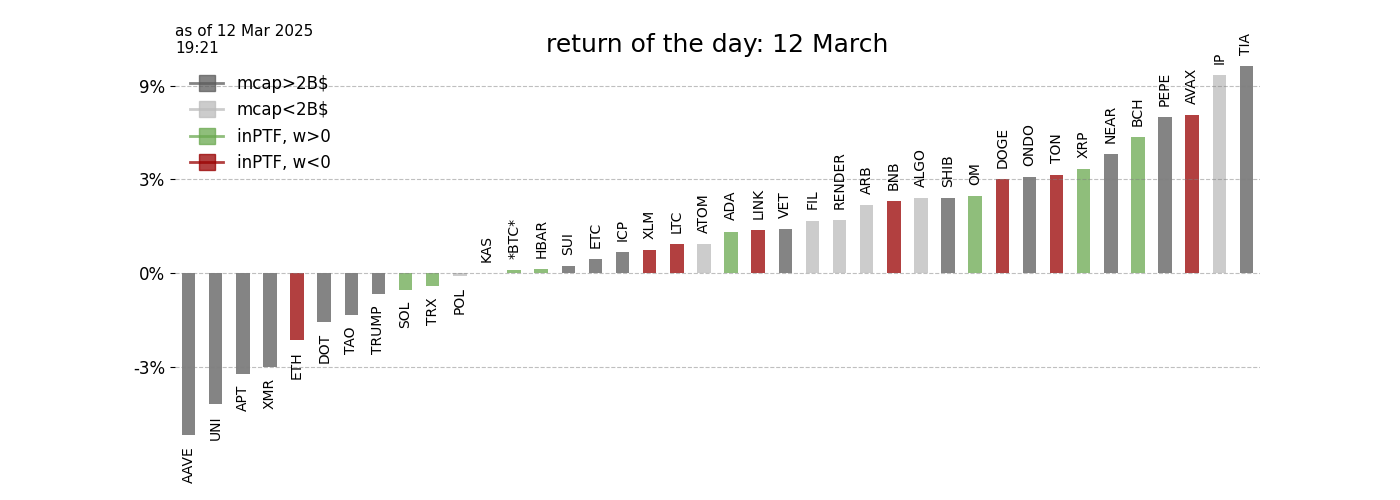 as of 12 Mar 2025
19:21
return of the day: 12 March
mcap>2B$
mcap<2B$
inPTF, w>0
inPTF, w<0
9%
3%
0%
-3%
AAVE
UNI
APT
XMR
ETH
DOT
TAO
TRUMP
SOL
TRX
POL
KAS
*BTC*
HBAR
SUI
ETC
ICP
XLM
LTC
ATOM
ADA
LINK
VET
FIL
RENDER
ARB
BNB
ALGO
SHIB
OM
DOGE
ONDO
TON
XRP
NEAR
BCH
PEPE
AVAX
IP
TIA